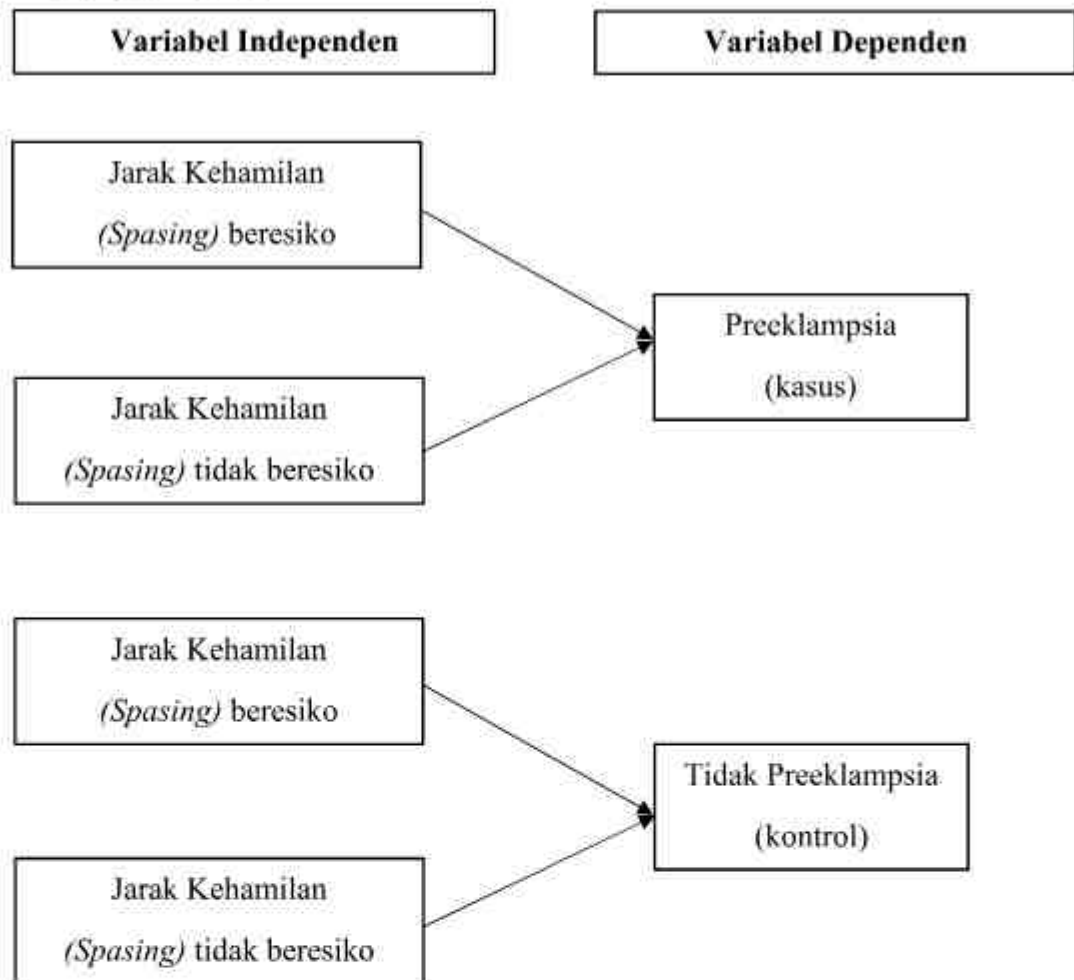 Variabel Independen
Variabel Dependen
Jarak Kehamilan
(Spasing) beresiko
Preeklampsia
(kasus)
Jarak Kehamilan
(Spasing) tidak beresiko
Jarak Kehamilan
(Spasing) beresiko
Tidak Preeklampsia
(kontrol)
Jarak Kehamilan
(Spasing) tidak beresiko